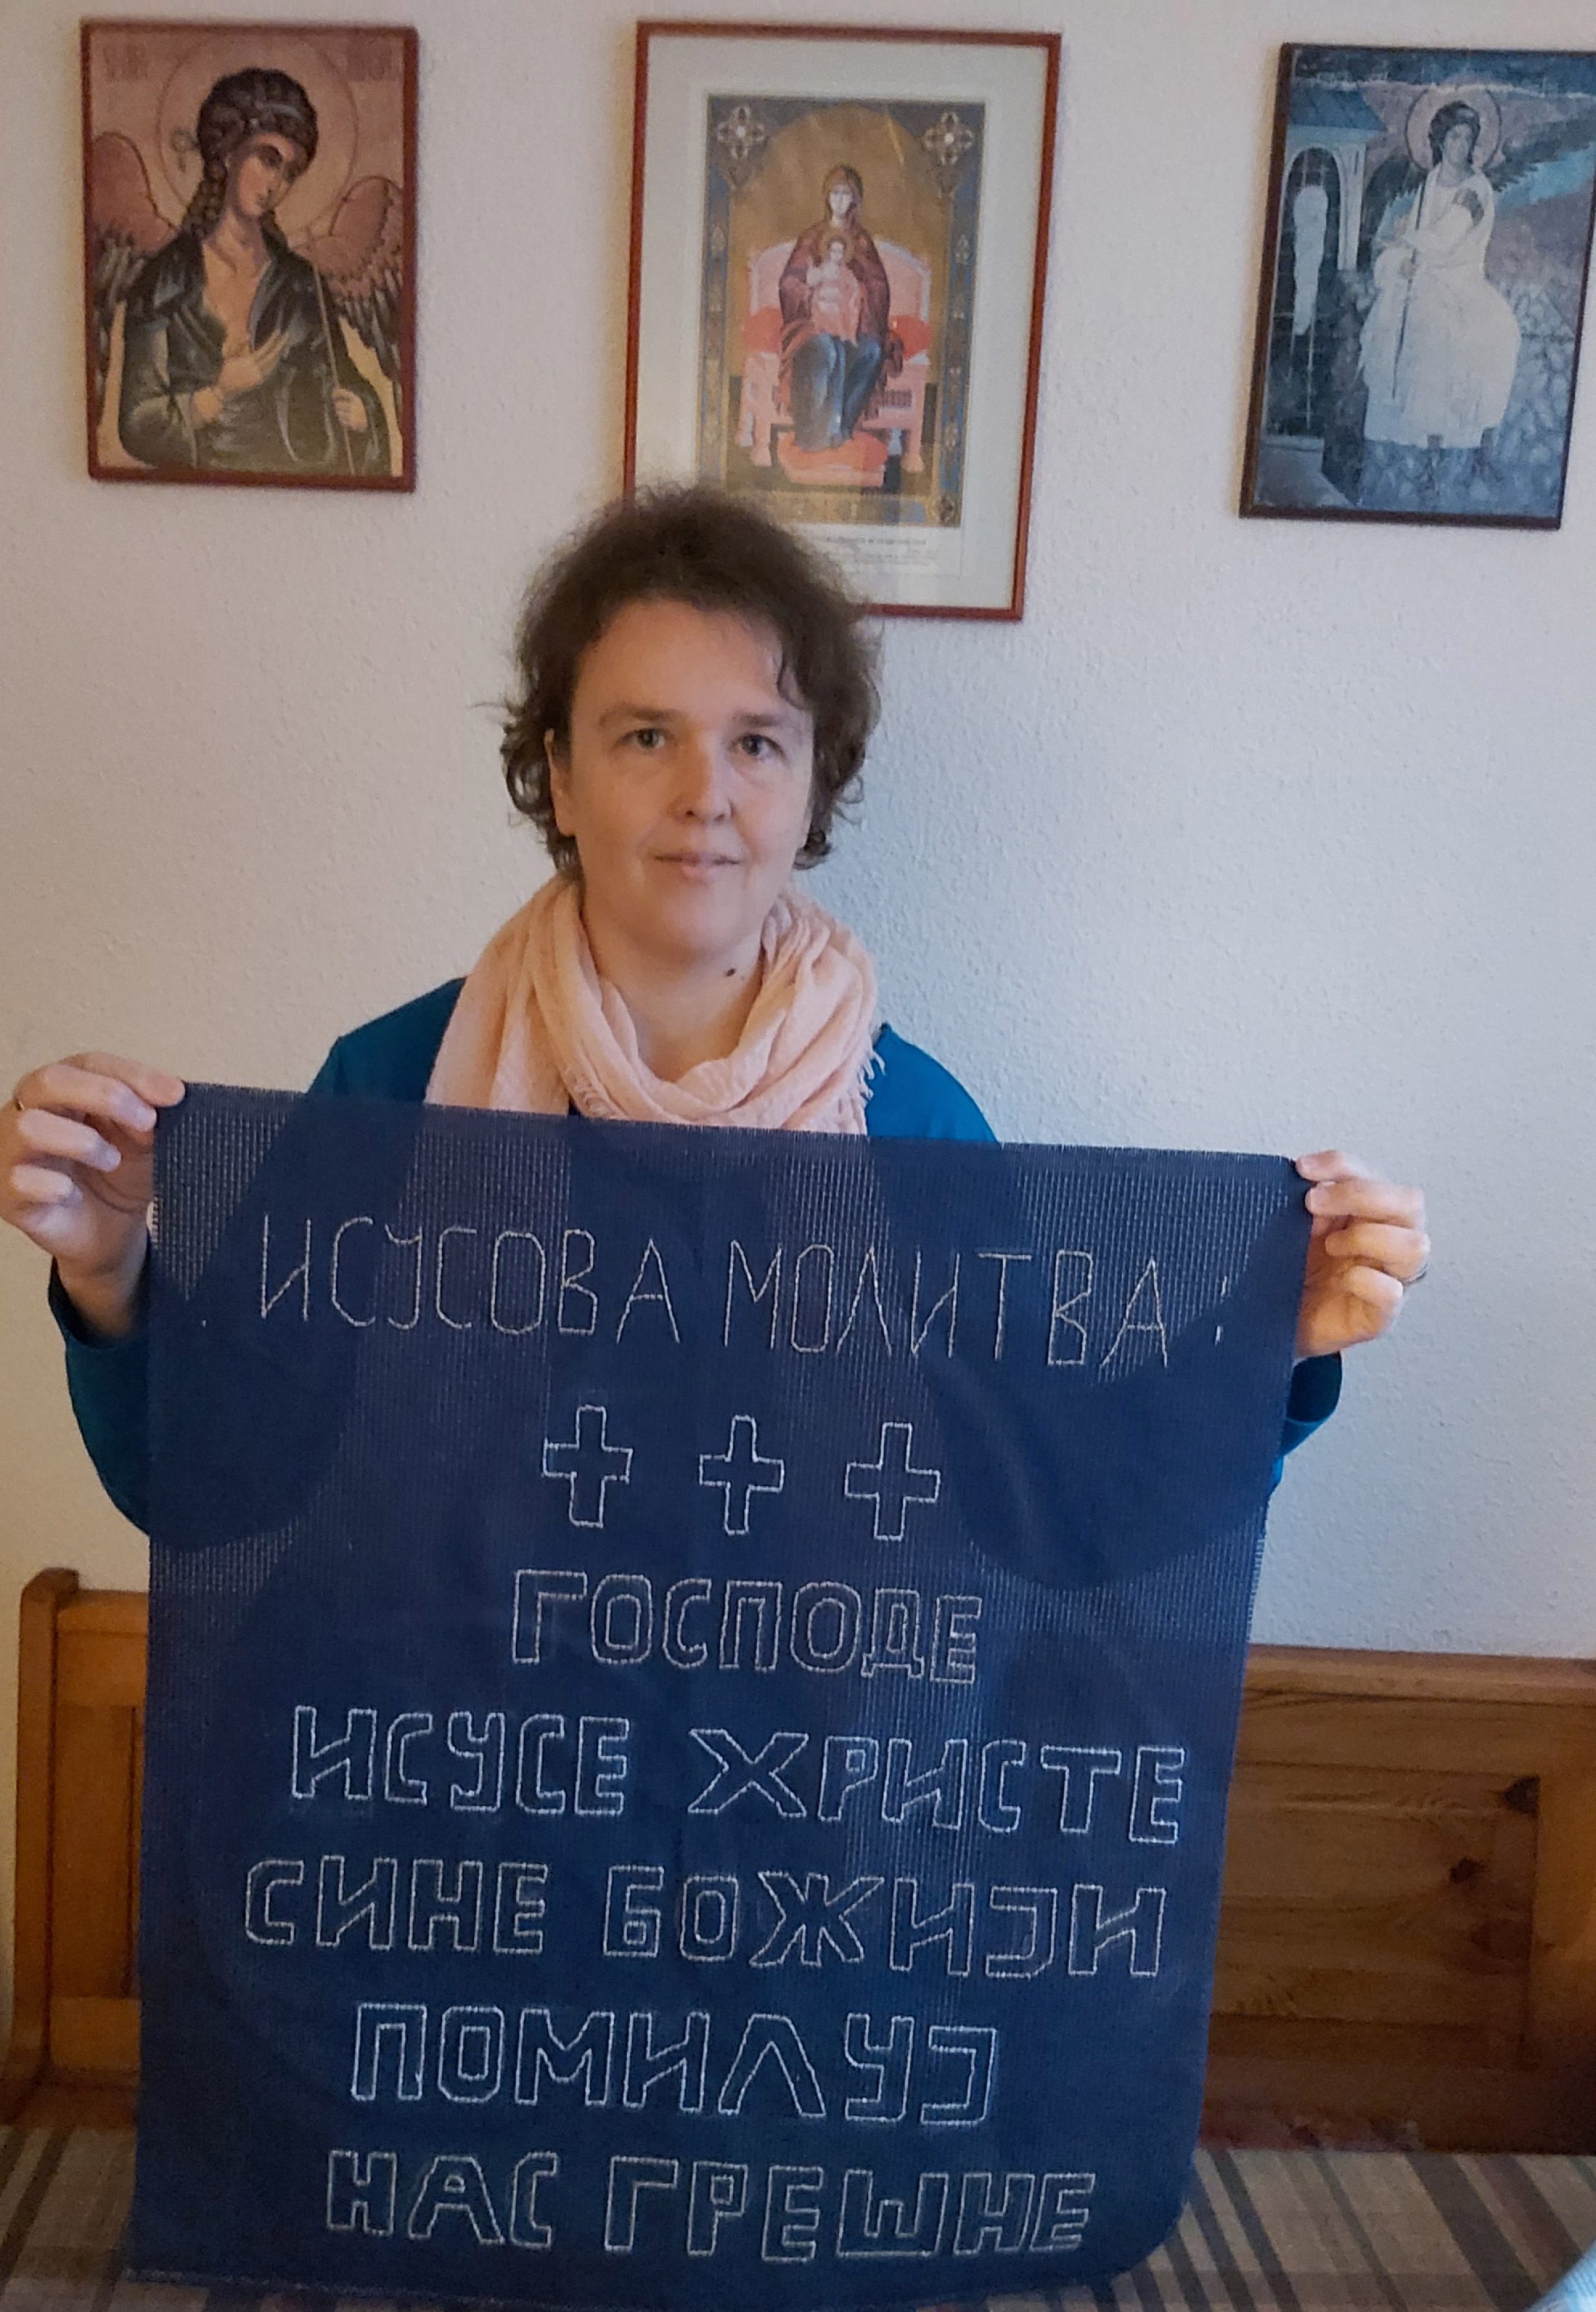 ИСУСОВА МОЛИТВА :
ГОСПОДЕ
ИСУСЕ ХРИСТЕ
СИНЕ БОЖИЈИ
ПОМИЛУЈ
НАС ГРЕШНЕ